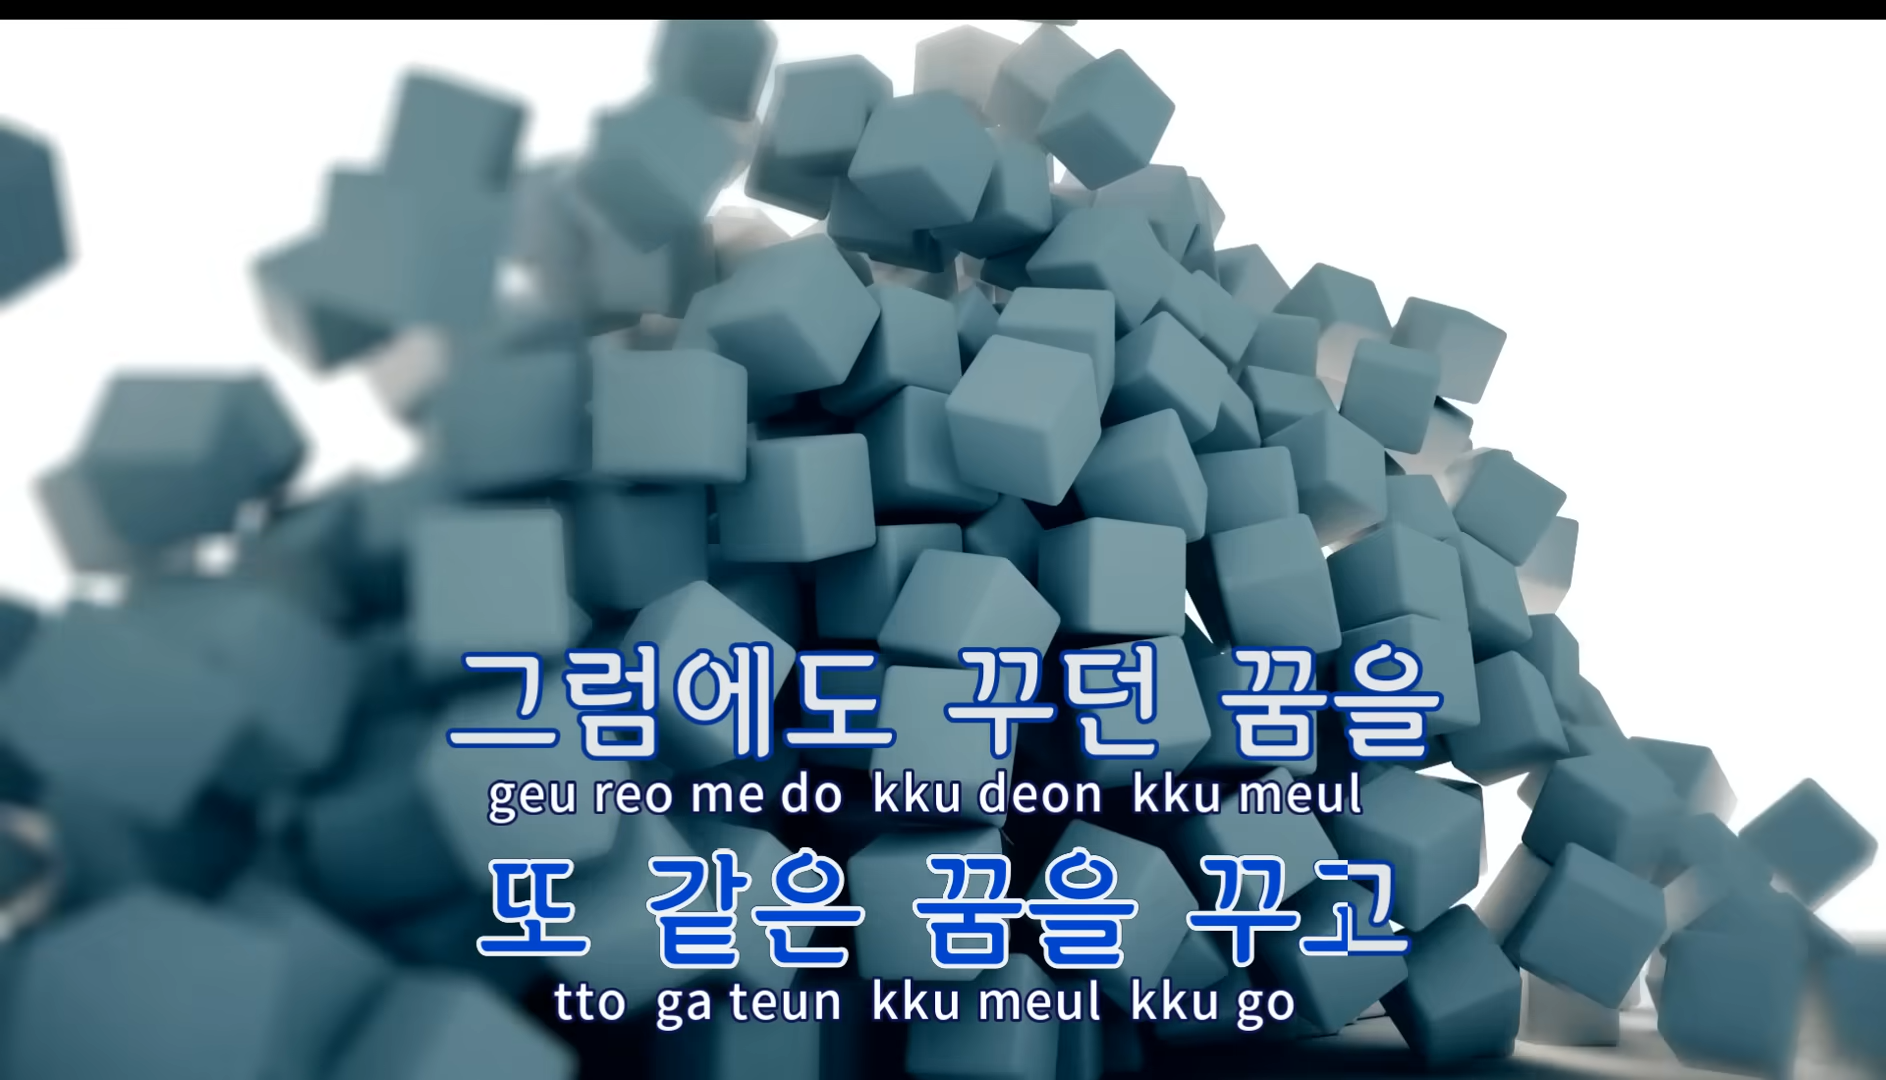 그럼에도 꾸던 꿈을
geu reo me do kku deon kku meul
또 같은 꿈을 꾸고
tto ga teun kku meul kku go